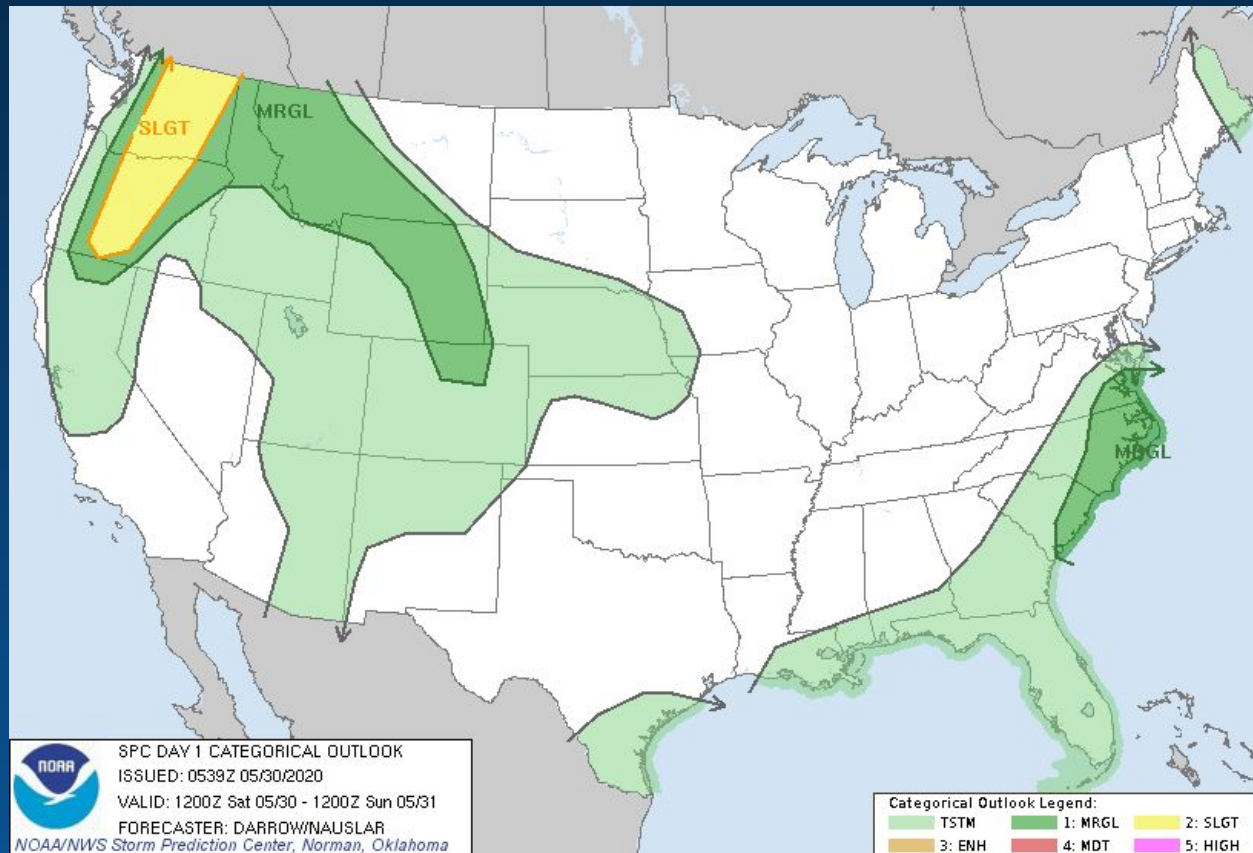 SLGT
MRGL
MRGL
NOAA
SPC DAY 1 CATEGORICAL OUTLOOK
ISSUED: 0539Z 05/30/2020
VALID: 1200Z Sat 05/30 - 1200Z Sun 05/31
FORECASTER: DARROW/NAUSLAR
NOAA/NWS Storm Prediction Center, Norman, Oklahoma
Categorical Outlook Legend:
TSTM 1: MRGL 2: SLGT
3: ENH 4: MDT 5: HIGH